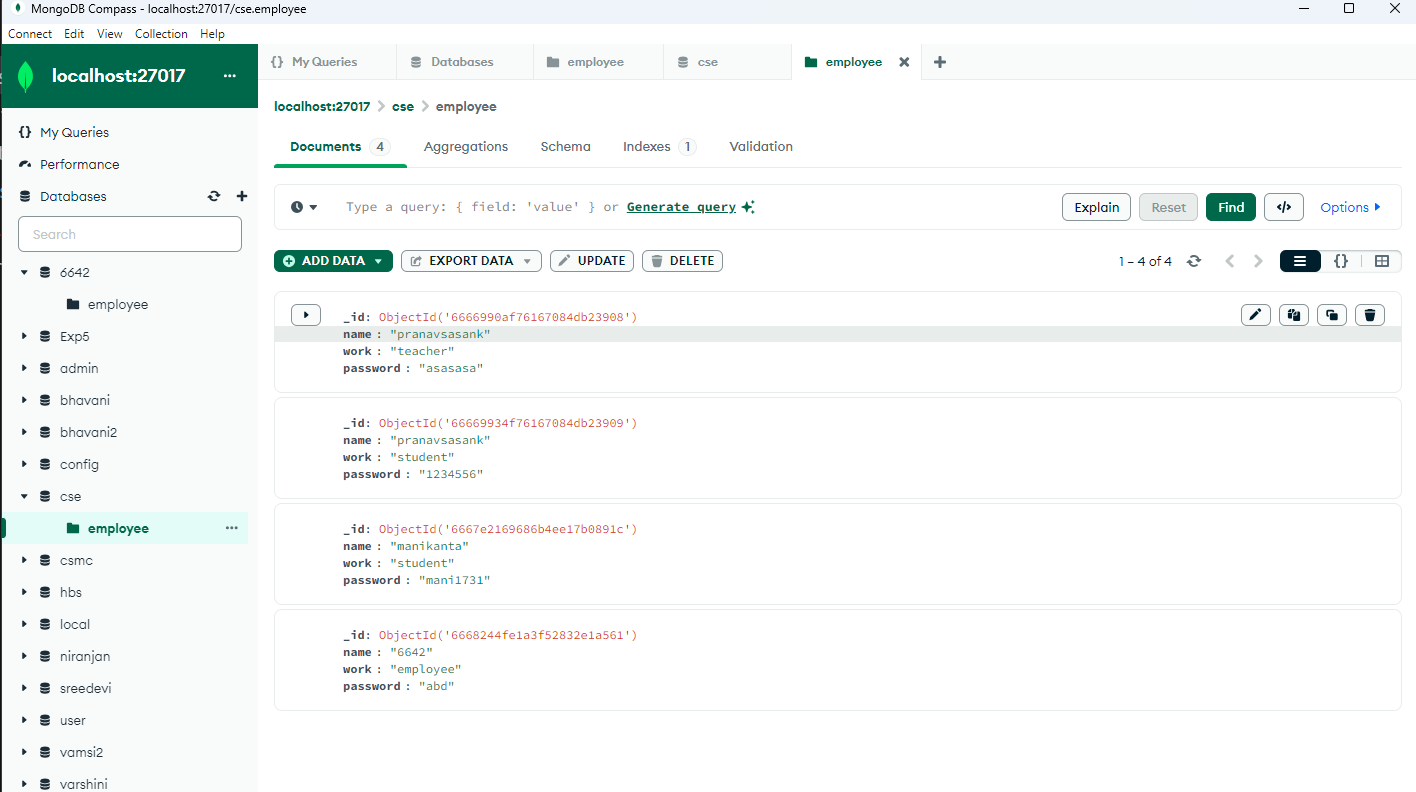 MongoDB Compass - localhost:27017/cse.employee
Connect Edit View Collection Help
localhost:27017 ...
My Queries
Performance
Databases
Search
6642
employee
Exp5
admin
bhavani
bhavani2
config
cse
employee ...
csmc
hbs
local
niranjan
sreedevi
user
vamsi2
varshini
{} My Queries Databases employee cse employee
localhost:27017 > cse > employee
Documents 4 Aggregations Schema Indexes 1 Validation
Type a query: { field: 'value' } or Generate query
Explain Reset Find </> Options
ADD DATA EXPORT DATA UPDATE DELETE
1 – 4 of 4 {}
_id: ObjectId('6666990af76167084db23908')
name : "pranavsasank"
work : "teacher"
password : "asasasa"
_id: ObjectId('66669934f76167084db23909')
name : "pranavsasank"
work : "student"
password : "1234556"
_id: ObjectId('6667e2169686b4ee17b0891c')
name : "manikanta"
work : "student"
password : "mani1731"
_id: ObjectId('6668244fe1a3f52832e1a561')
name : "6642"
work : "employee"
password : "abd"